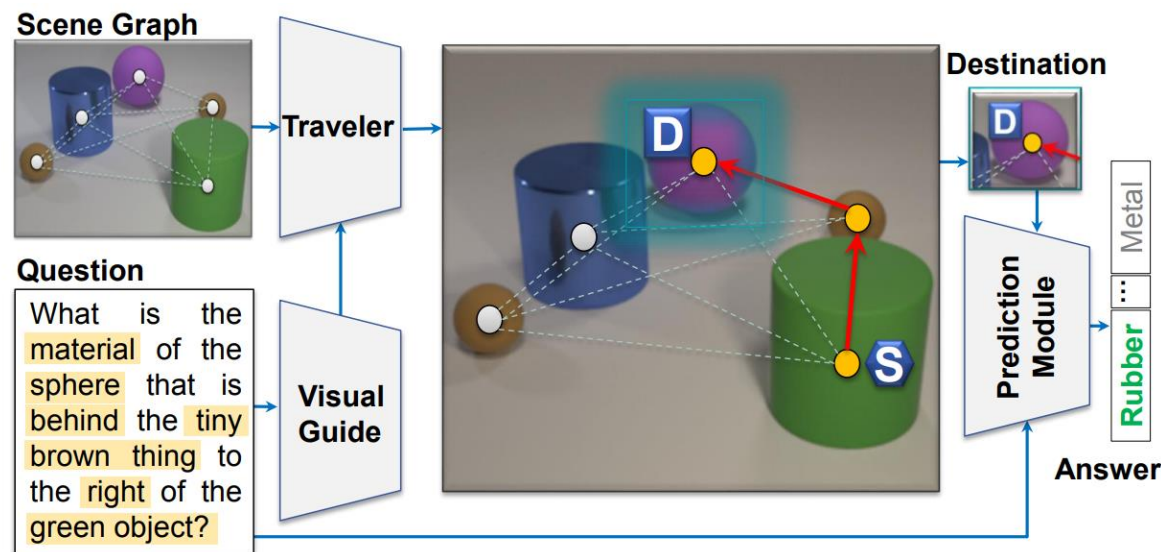 Scene Graph
Traveler
D
S
Destination
D
Question
What is the
material of the
sphere that is
behind the tiny
brown thing to
the right of the
green object?
Visual
Guide
Prediction
Module
Metal
...
Rubber
Answer